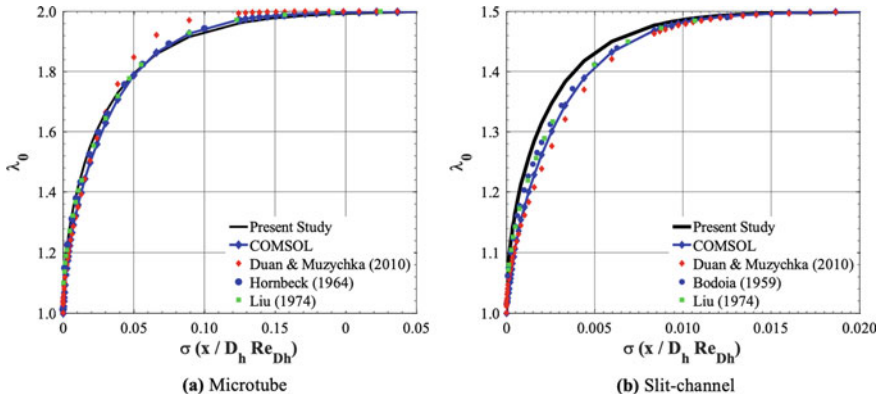 2.0
1.8
1.6
1.4
1.2
1.0
λ0
0
0.05
0.10
0.15
0
0.05
σ (x / Dh ReDh)
Present Study
COMSOL
Duan & Muzychka (2010)
Hornbeck (1964)
Liu (1974)
(a) Microtube
1.5
1.4
1.3
1.2
1.1
1.0
λ0
0
0.005
0.010
0.015
0.020
σ (x / Dh ReDh)
Present Study
COMSOL
Duan & Muzychka (2010)
Bodoia (1959)
Liu (1974)
(b) Slit-channel